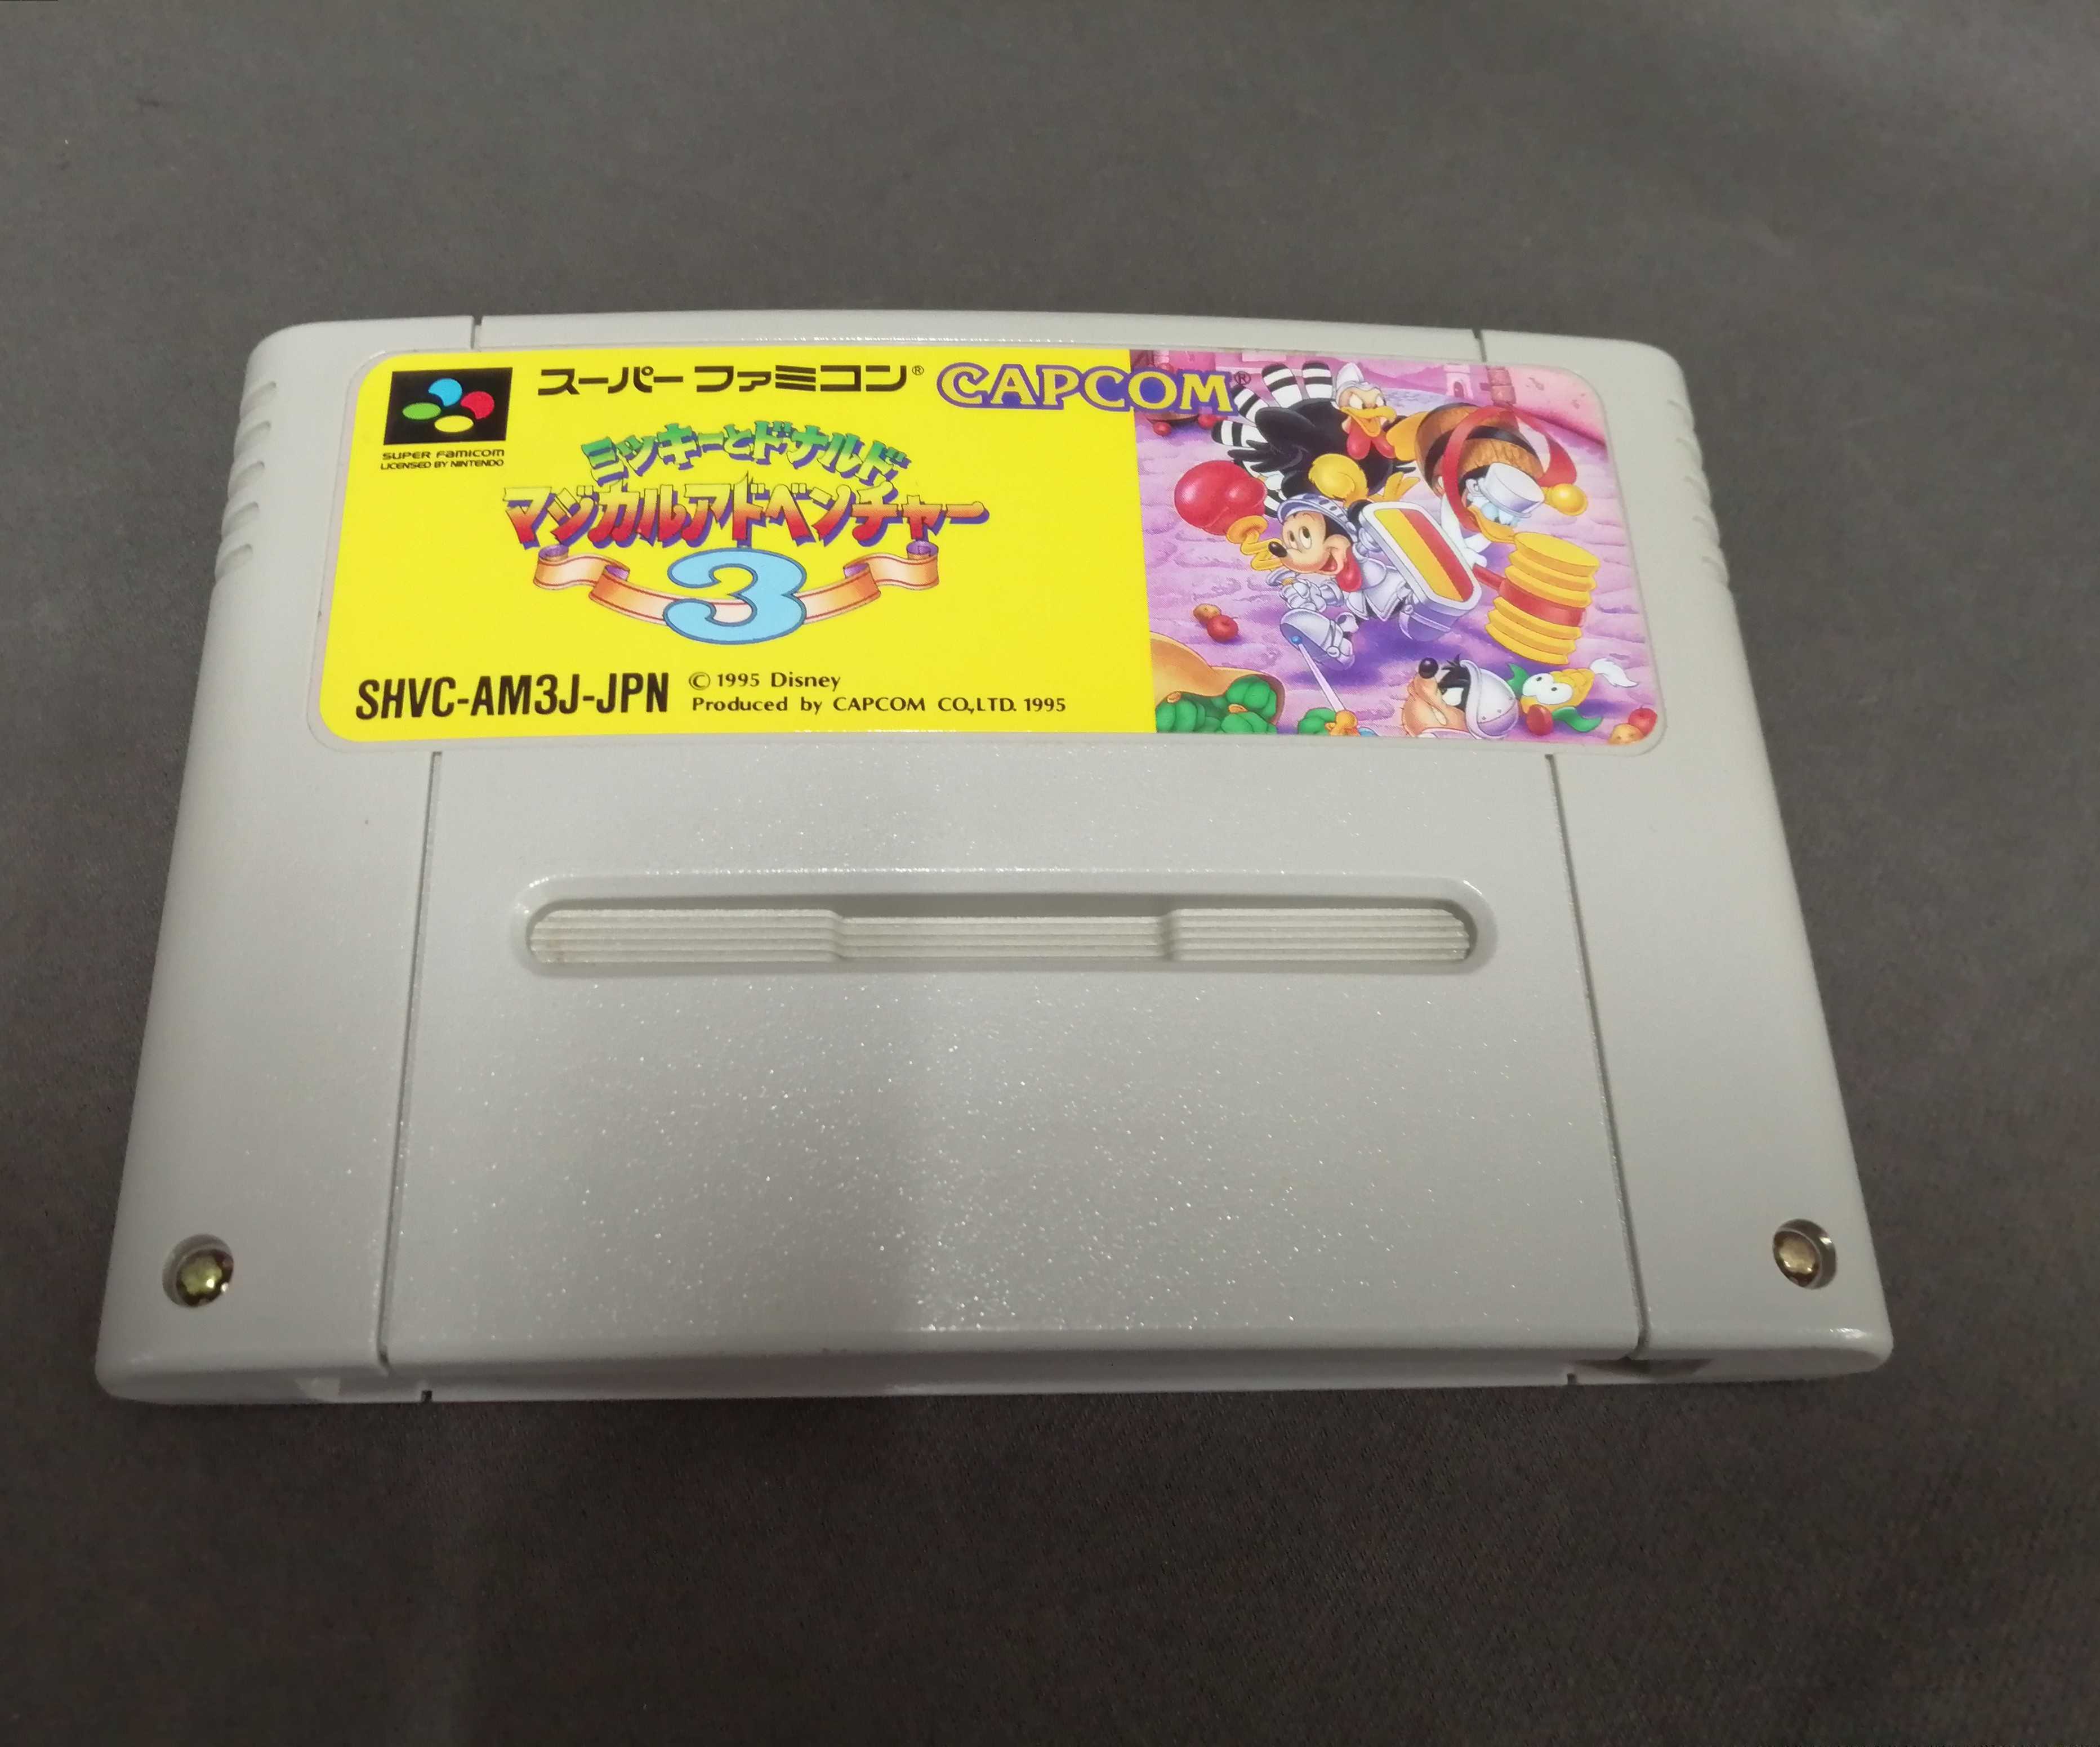 スーパーファミコン®
CAPCOM®
SUPER FAMICOM
LICENSED BY NINTENDO
ミッキーとドナルド
マジカルアドベンチャー
3
SHVC-AM3J-JPN
© 1995 Disney
Produced by CAPCOM CO.,LTD. 1995